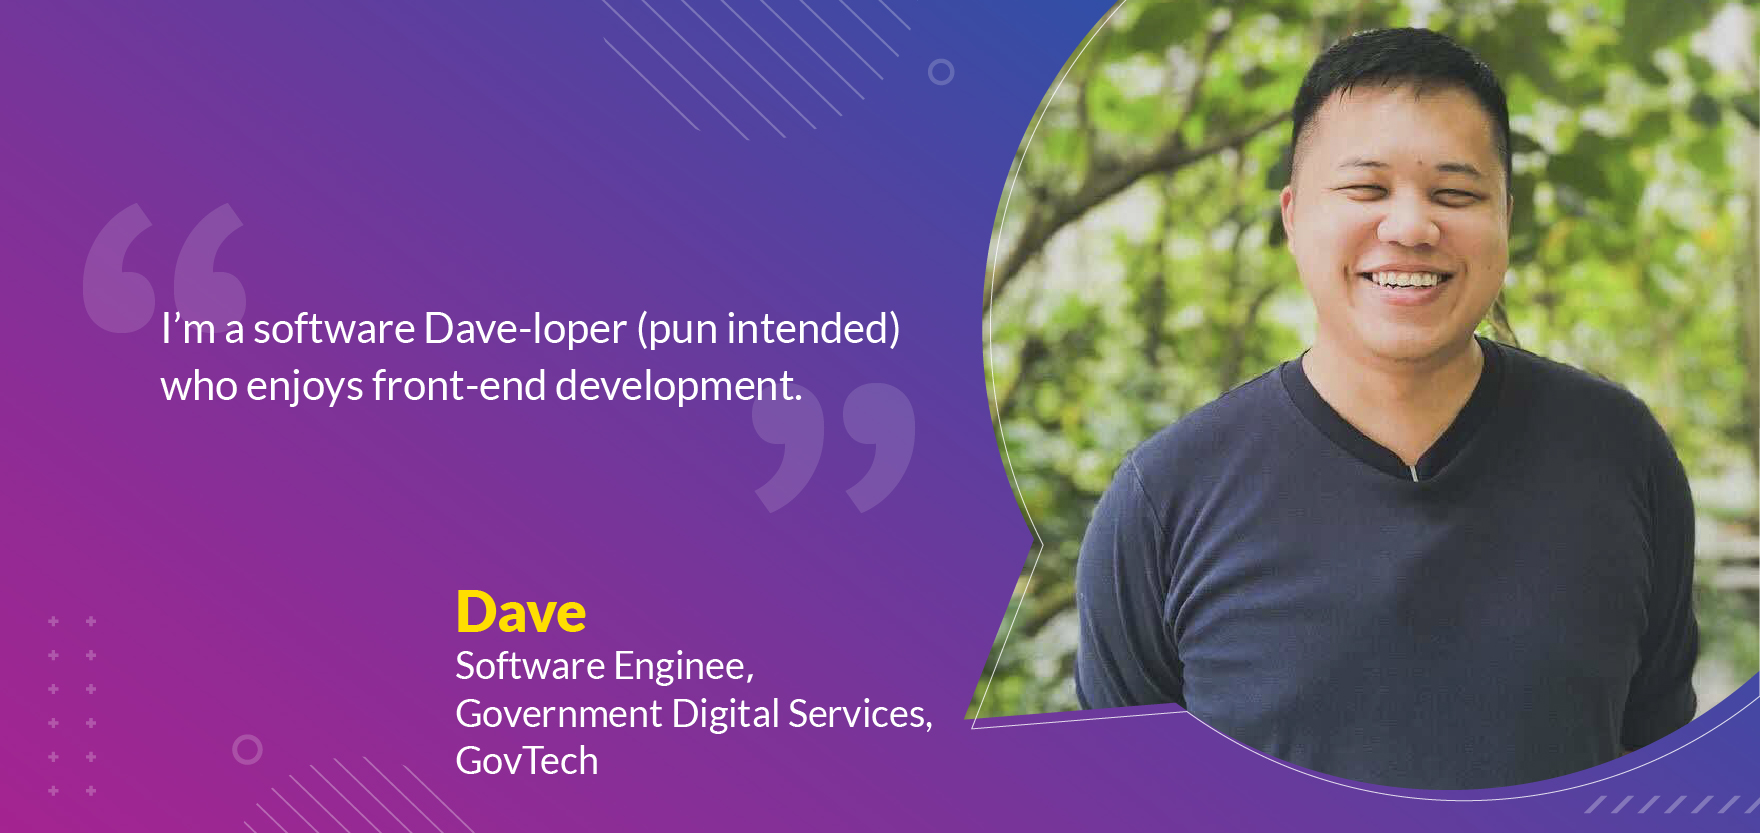 I’m a software Dave-loper (pun intended)
who enjoys front-end development.
Dave
Software Enginee,
Government Digital Services,
GovTech